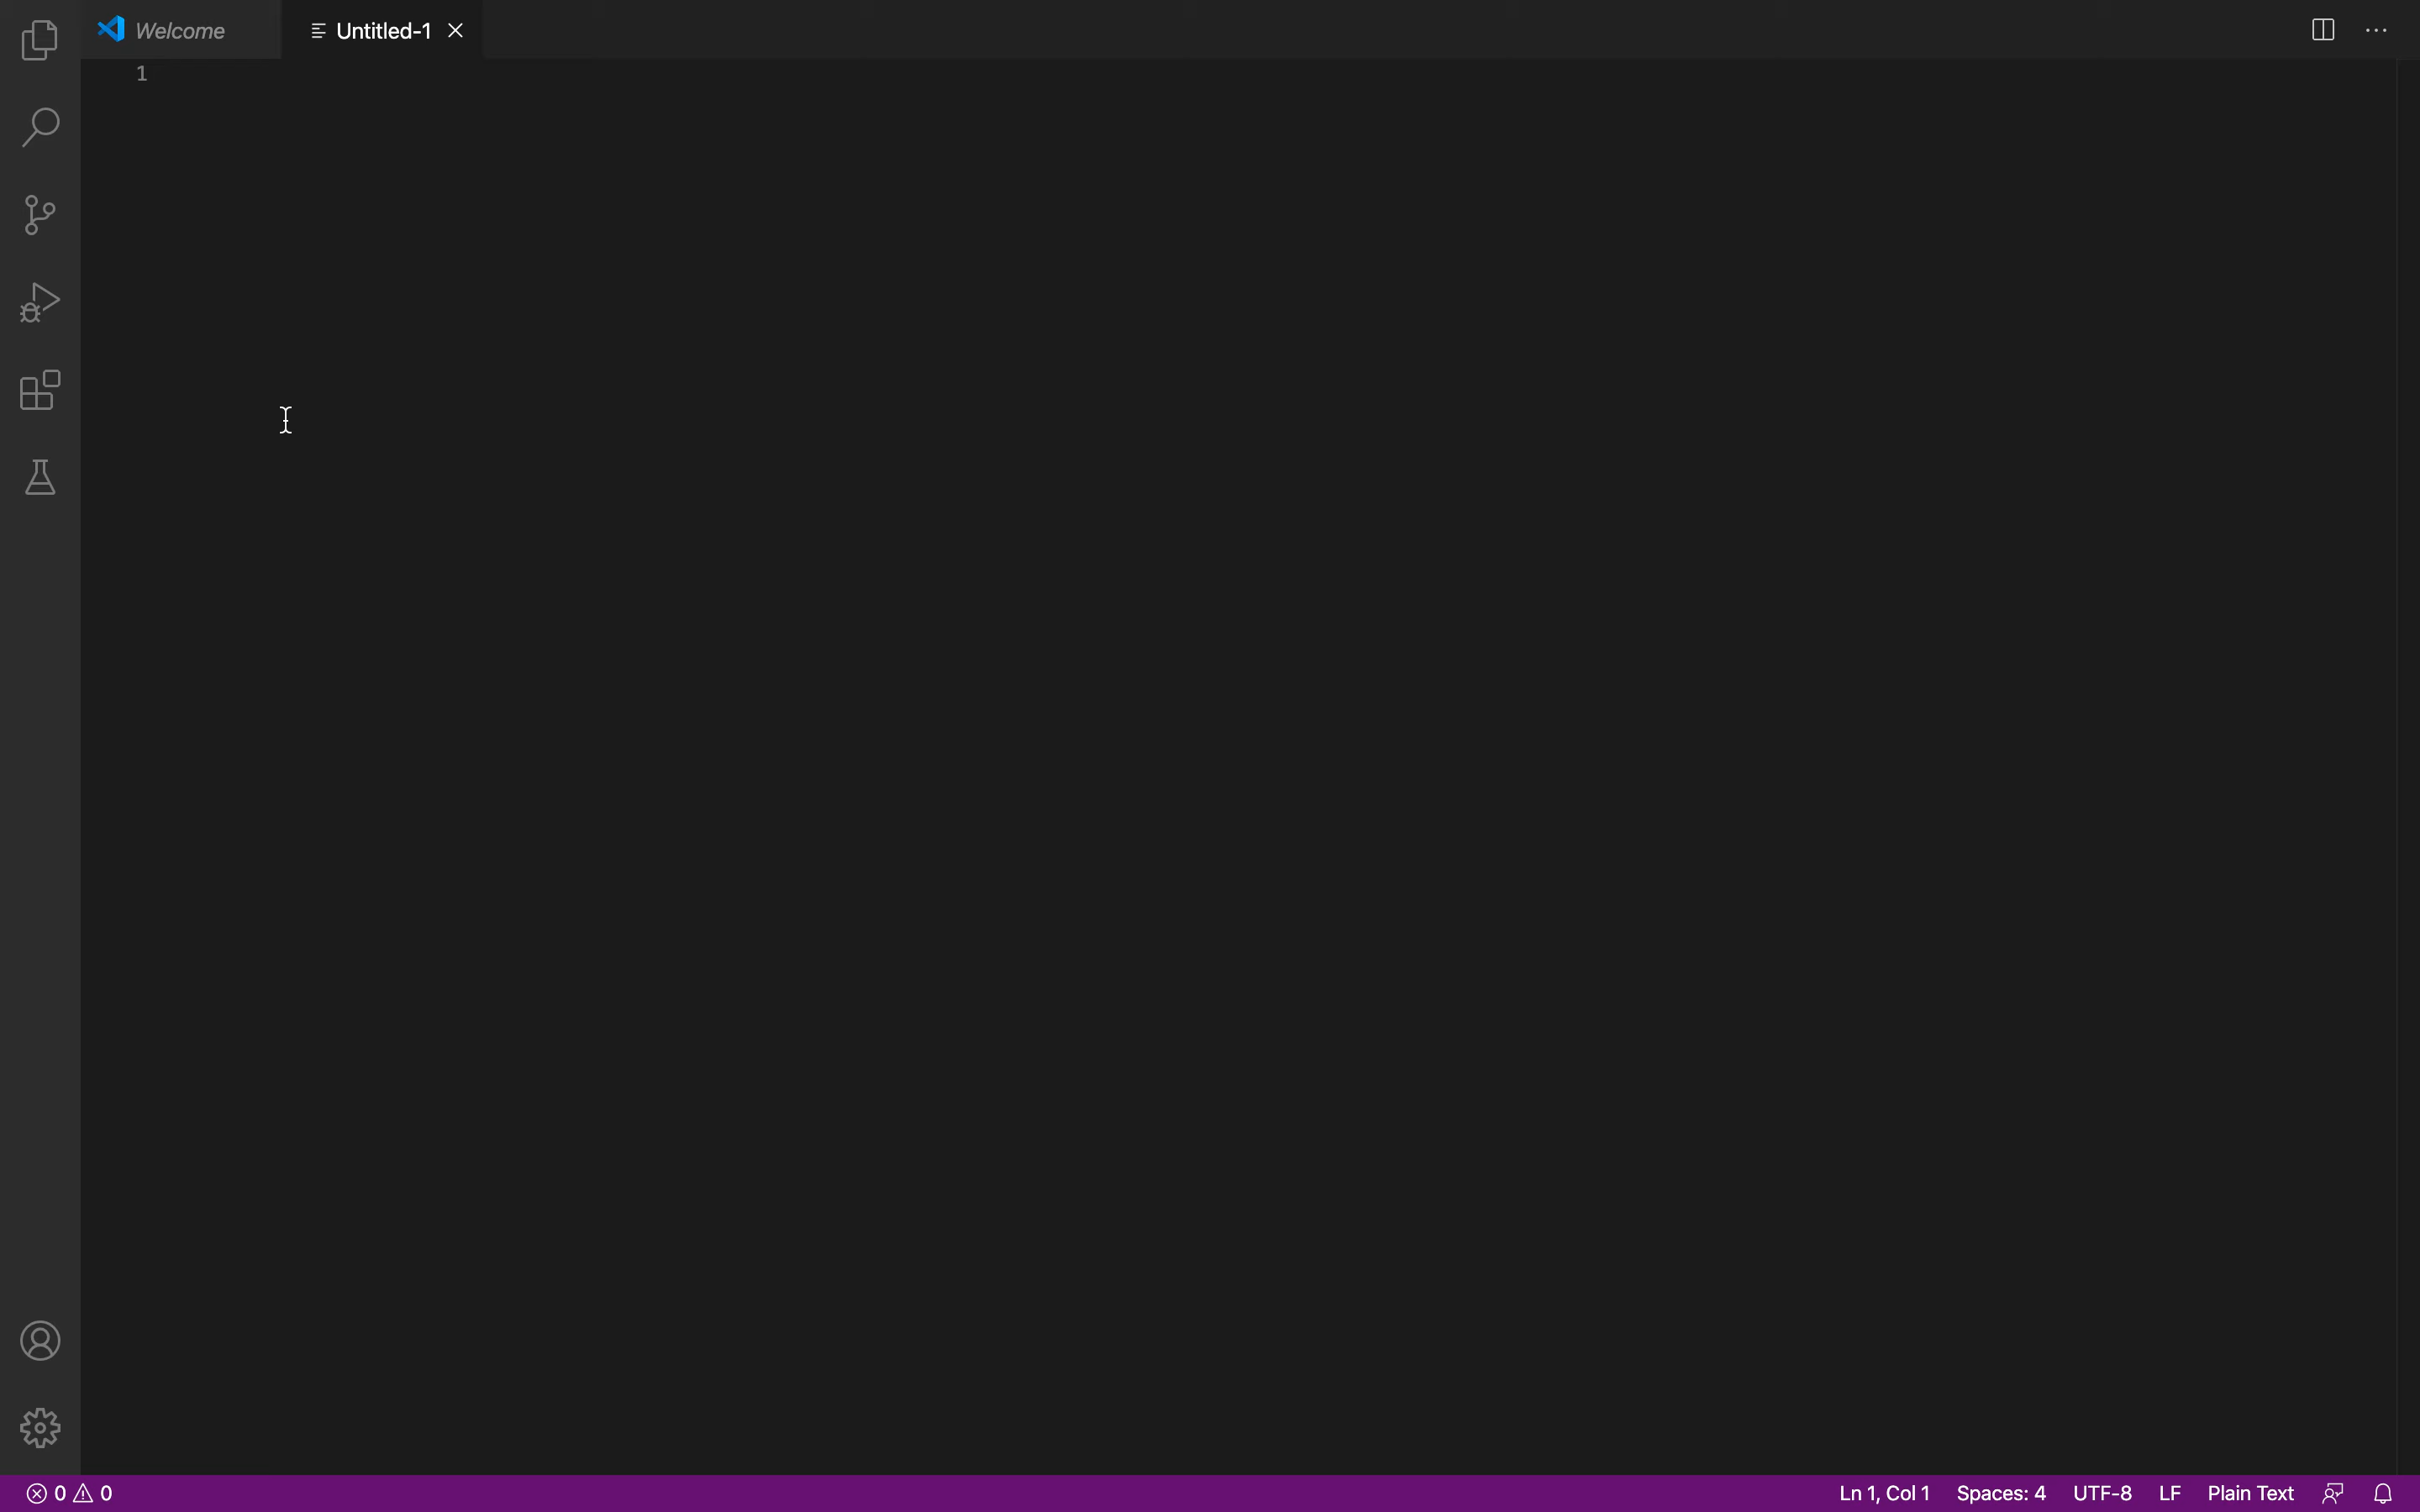 Welcome
Untitled-1
1
0 0
Ln 1, Col 1 Spaces: 4 UTF-8 LF Plain Text